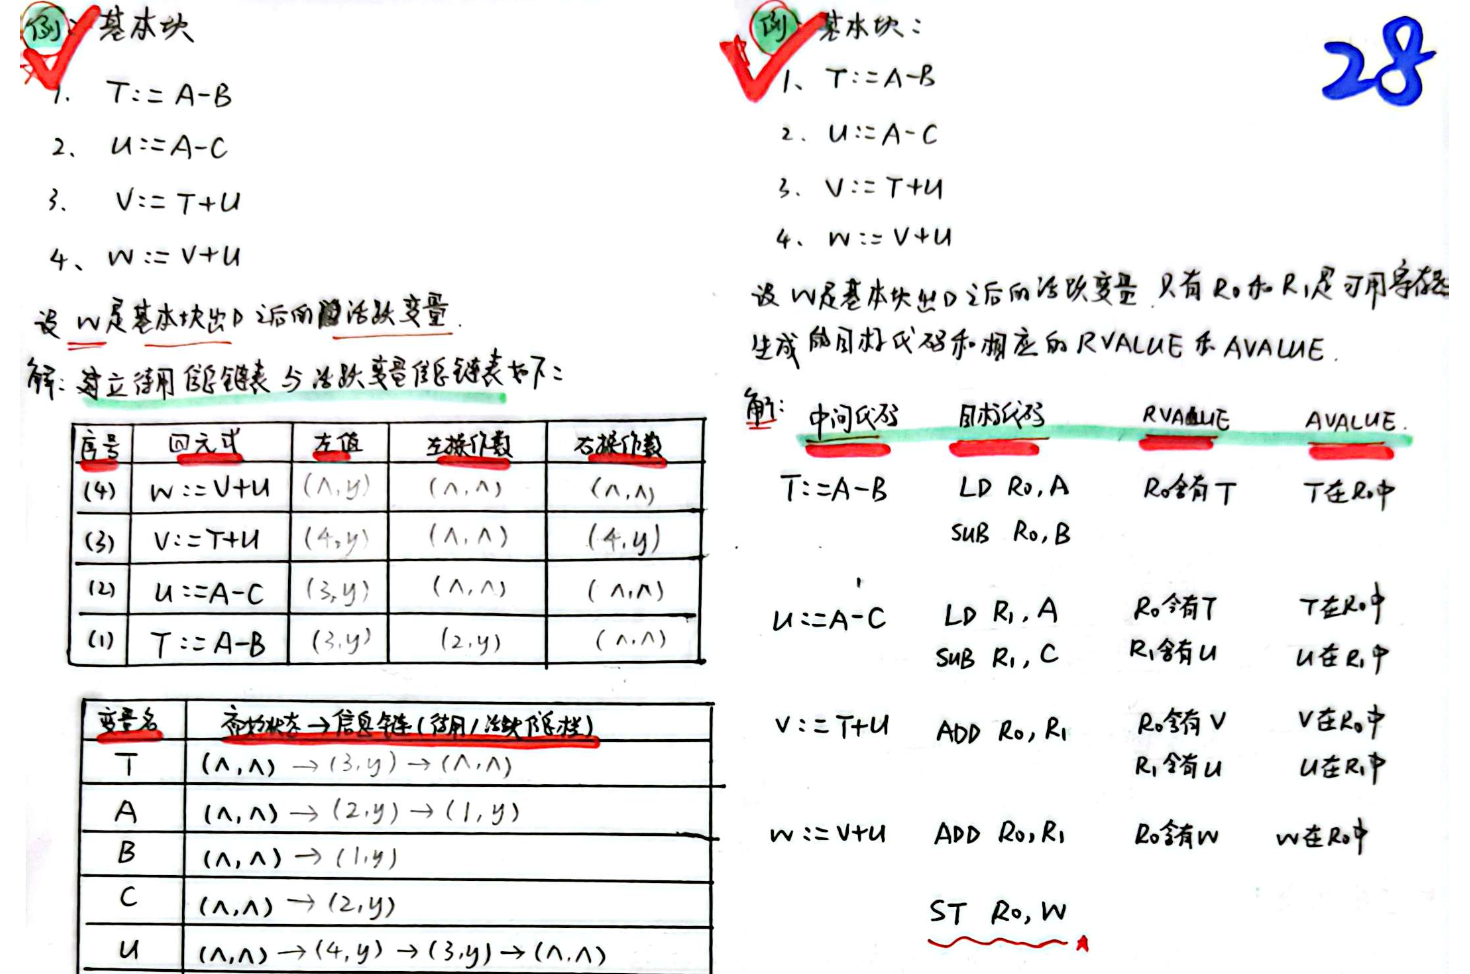 例: 基本块
1. T:=A-B
2、 U:=A-C
3. V:=T+U
4、 W:=V+U
设W是基本块出口之后的活跃变量.
解: 建立待用信息链表与活跃变量信息链表如下:
序号 四元式 左值 左操作数 右操作数
(4) W:=V+U (∧,y) (∧,∧) (∧,∧)
(3) V:=T+U (4,y) (∧,∧) (4,y)
(2) U:=A-C (3,y) (∧,∧) (∧,∧)
(1) T:=A-B (3,y) (2,y) (∧,∧)
变量名 初始状态→信息链(待用/活跃信息栏)
T (∧,∧)→(3,y)→(∧,∧)
A (∧,∧)→(2,y)→(1,y)
B (∧,∧)→(1,y)
C (∧,∧)→(2,y)
U (∧,∧)→(4,y)→(3,y)→(∧,∧)
28
例: 基本块:
1、 T:=A-B
2. U:=A-C
3. V:=T+U
4、 W:=V+U
设W是基本块出口之后的活跃变量,只有R0和R1是可用寄存器
生成的目标代码和相应的RVALUE和AVALUE.
解: 中间代码 目标代码 RVALUE AVALUE.
T:=A-B LD R0,A R0含有T T在R0中
SUB R0,B
U:=A-C LD R1,A R0含有T T在R0中
SUB R1,C R1含有U U在R1中
V:=T+U ADD R0,R1 R0含有V V在R0中
R1含有U U在R1中
W:=V+U ADD R0,R1 R0含有W W在R0中
ST R0,W